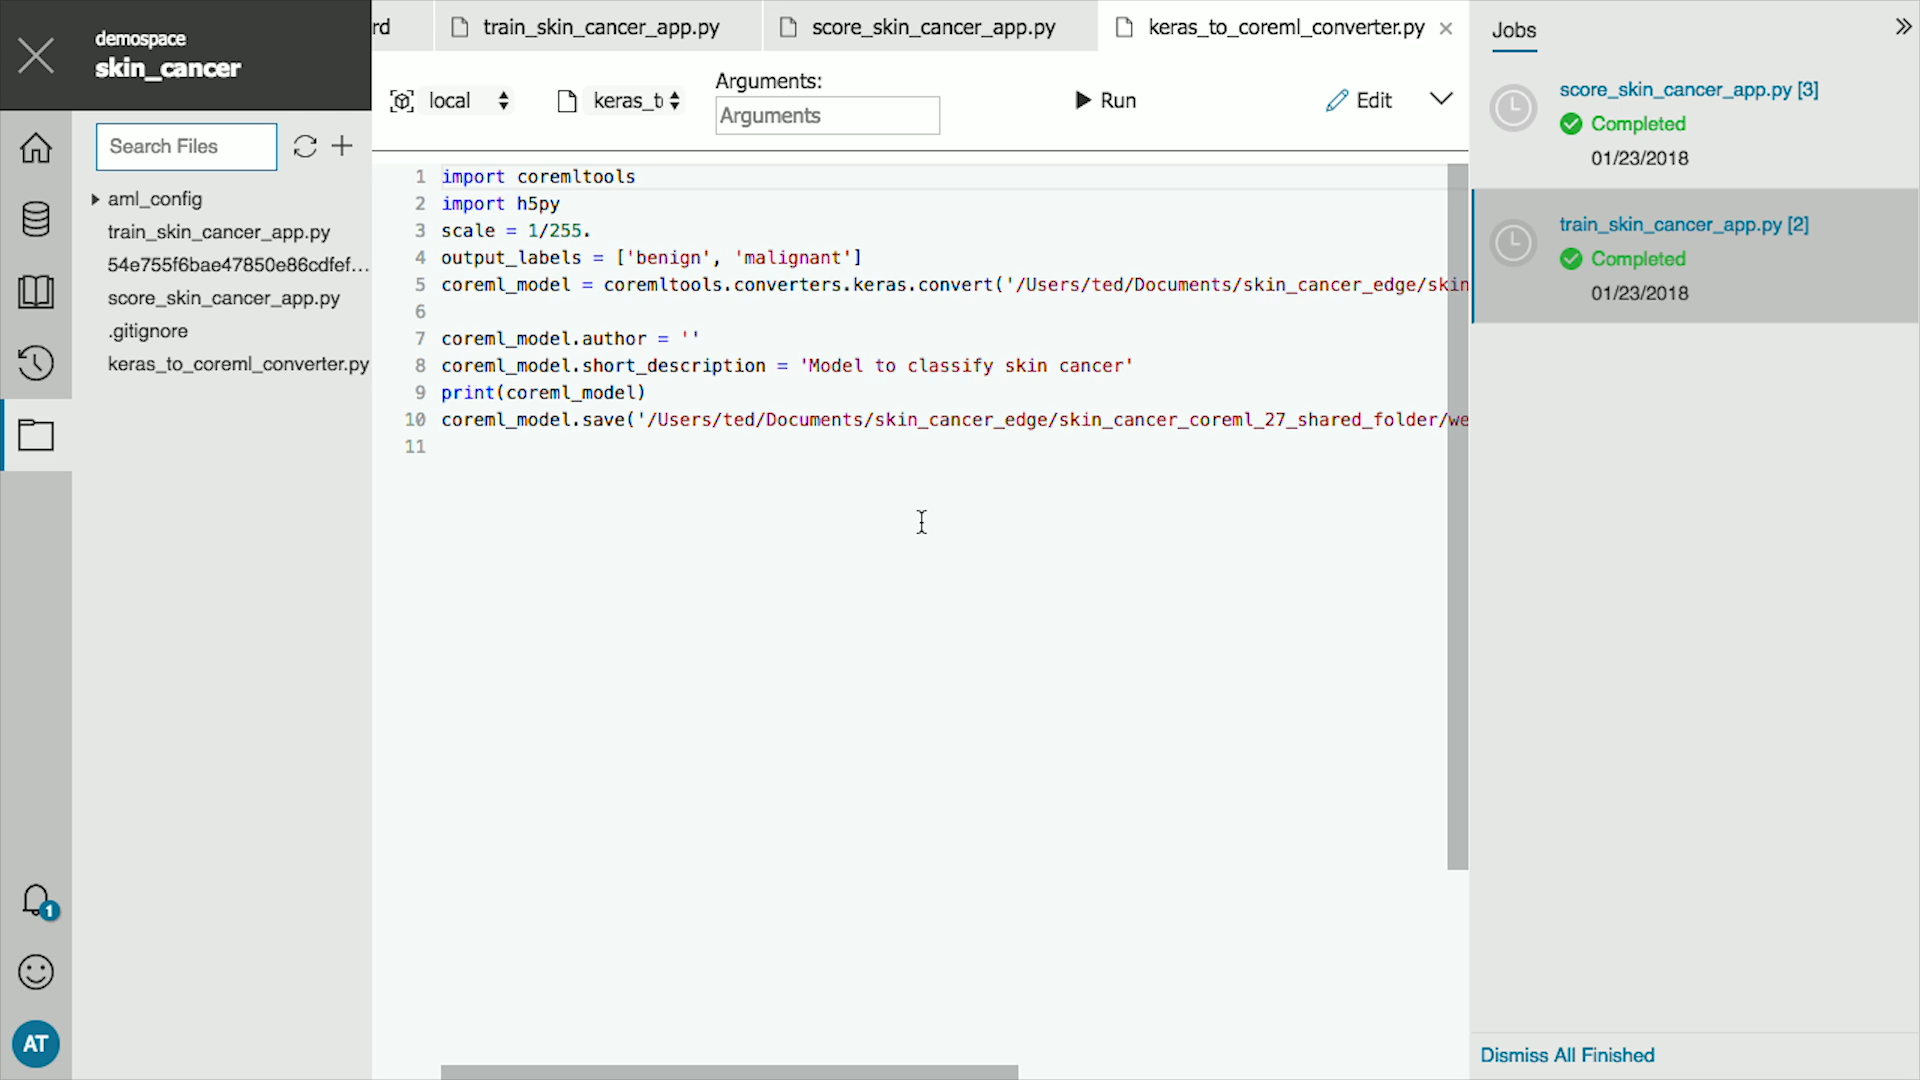 demospace
skin_cancer
Search Files
aml_config
train_skin_cancer_app.py
54e755f6bae47850e86cdfef...
score_skin_cancer_app.py
.gitignore
keras_to_coreml_converter.py
1
AT
rd
train_skin_cancer_app.py
score_skin_cancer_app.py
keras_to_coreml_converter.py
local
keras_t
Arguments:
Arguments
Run
Edit
1 import coremltools
2 import h5py
3 scale = 1/255.
4 output_labels = ['benign', 'malignant']
5 coreml_model = coremltools.converters.keras.convert('/Users/ted/Documents/skin_cancer_edge/skin
6
7 coreml_model.author = ''
8 coreml_model.short_description = 'Model to classify skin cancer'
9 print(coreml_model)
10 coreml_model.save('/Users/ted/Documents/skin_cancer_edge/skin_cancer_coreml_27_shared_folder/we
11
Jobs
score_skin_cancer_app.py [3]
Completed
01/23/2018
train_skin_cancer_app.py [2]
Completed
01/23/2018
Dismiss All Finished